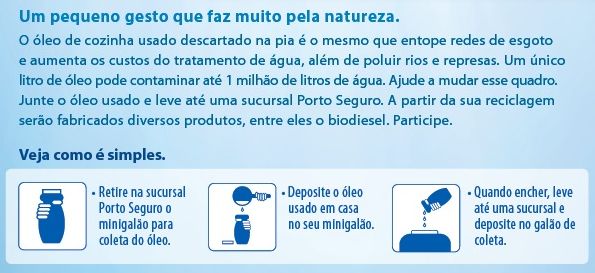 Um pequeno gesto que faz muito pela natureza.
O óleo de cozinha usado descartado na pia é o mesmo que entope redes de esgoto
e aumenta os custos do tratamento de água, além de poluir rios e represas. Um único
litro de óleo pode contaminar até 1 milhão de litros de água. Ajude a mudar esse quadro.
Junte o óleo usado e leve até uma sucursal Porto Seguro. A partir da sua reciclagem
serão fabricados diversos produtos, entre eles o biodiesel. Participe.
Veja como é simples.
• Retire na sucursal
Porto Seguro o
minigalão para
coleta do óleo.
• Deposite o óleo
usado em casa
no seu minigalão.
• Quando encher, leve
até uma sucursal e
deposite no galão de
coleta.